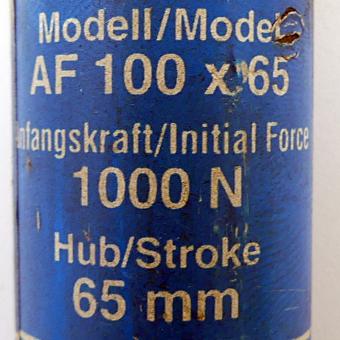 Modell/Model
AF 100 x 65
nfangskraft/Initial Force
1000 N
Hub/Stroke
65 mm